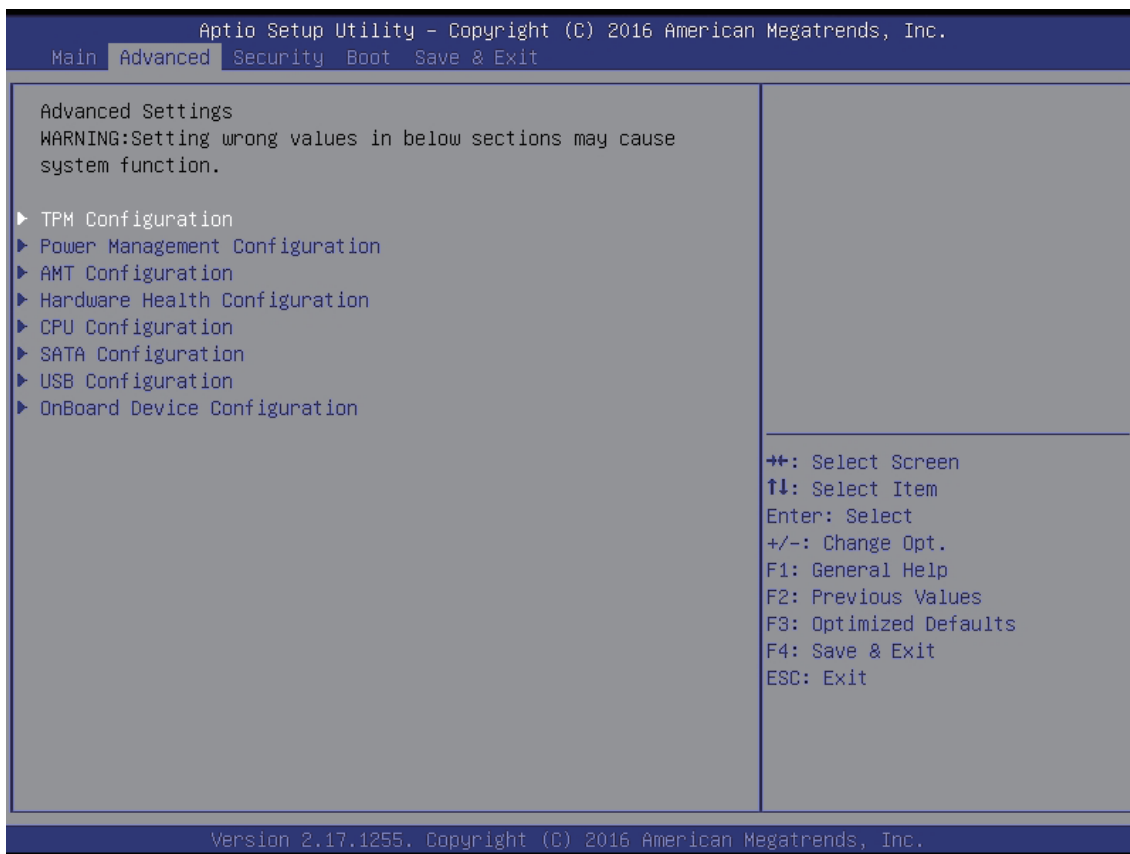 Aptio Setup Utility – Copyright (C) 2016 American Megatrends, Inc.
Main Advanced Security Boot Save & Exit
Advanced Settings
WARNING:Setting wrong values in below sections may cause
system function.
▶ TPM Configuration
▶ Power Management Configuration
▶ AMT Configuration
▶ Hardware Health Configuration
▶ CPU Configuration
▶ SATA Configuration
▶ USB Configuration
▶ OnBoard Device Configuration
→←: Select Screen
↑↓: Select Item
Enter: Select
+/-: Change Opt.
F1: General Help
F2: Previous Values
F3: Optimized Defaults
F4: Save & Exit
ESC: Exit
Version 2.17.1255. Copyright (C) 2016 American Megatrends, Inc.